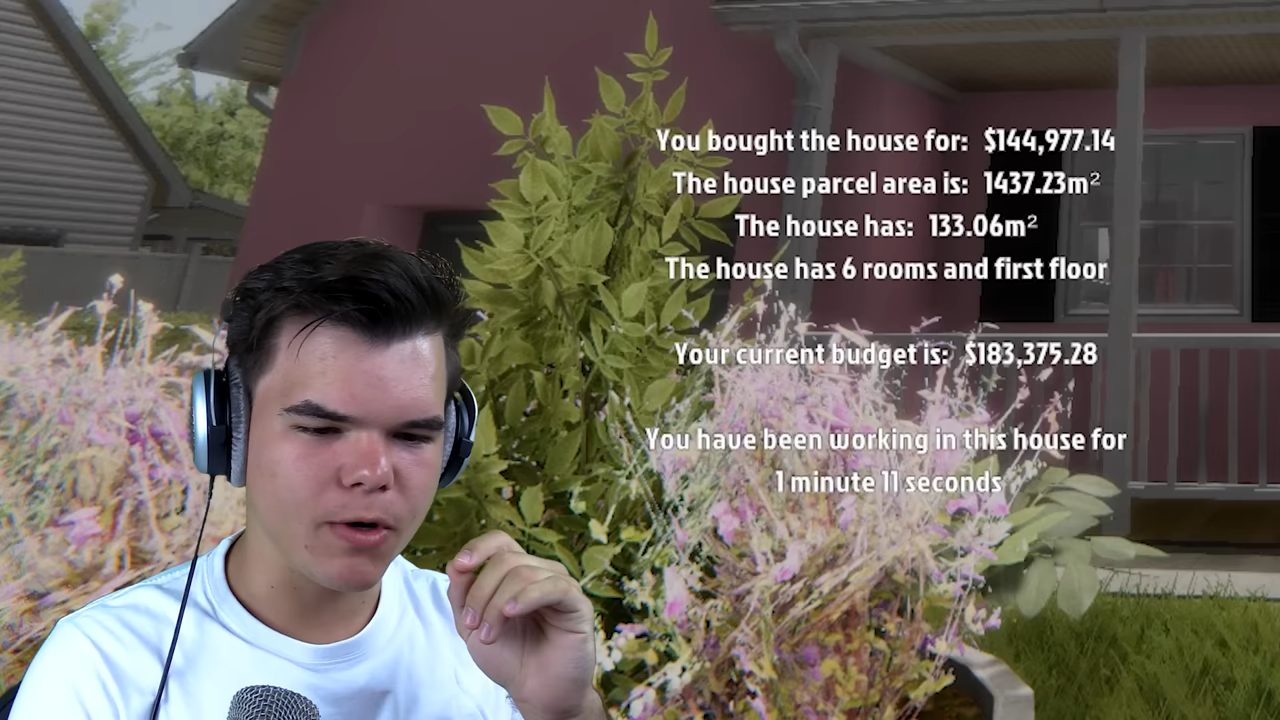 You bought the house for: $144,977.14
The house parcel area is: 1437.23m²
The house has: 133.06m²
The house has 6 rooms and first floor
Your current budget is: $183,375.28
You have been working in this house for
1 minute 11 seconds